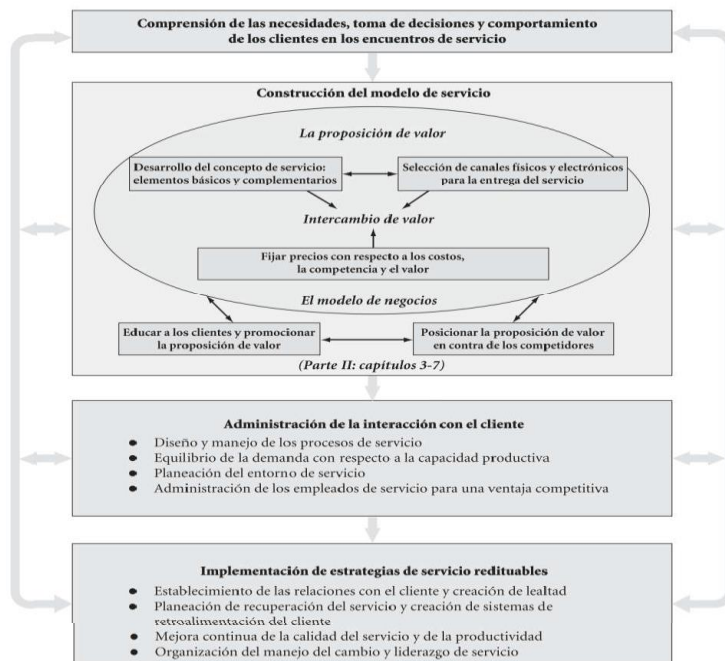 Comprensión de las necesidades, toma de decisiones y comportamiento
de los clientes en los encuentros de servicio
Construcción del modelo de servicio
La proposición de valor
Desarrollo del concepto de servicio:
elementos básicos y complementarios
Selección de canales físicos y electrónicos
para la entrega del servicio
Intercambio de valor
Fijar precios con respecto a los costos,
la competencia y el valor
El modelo de negocios
Educar a los clientes y promocionar
la proposición de valor
Posicionar la proposición de valor
en contra de los competidores
(Parte II: capítulos 3-7)
Administración de la interacción con el cliente
● Diseño y manejo de los procesos de servicio
● Equilibrio de la demanda con respecto a la capacidad productiva
● Planeación del entorno de servicio
● Administración de los empleados de servicio para una ventaja competitiva
Implementación de estrategias de servicio redituables
● Establecimiento de las relaciones con el cliente y creación de lealtad
● Planeación de recuperación del servicio y creación de sistemas de
retroalimentación del cliente
● Mejora continua de la calidad del servicio y de la productividad
● Organización del manejo del cambio y liderazgo de servicio